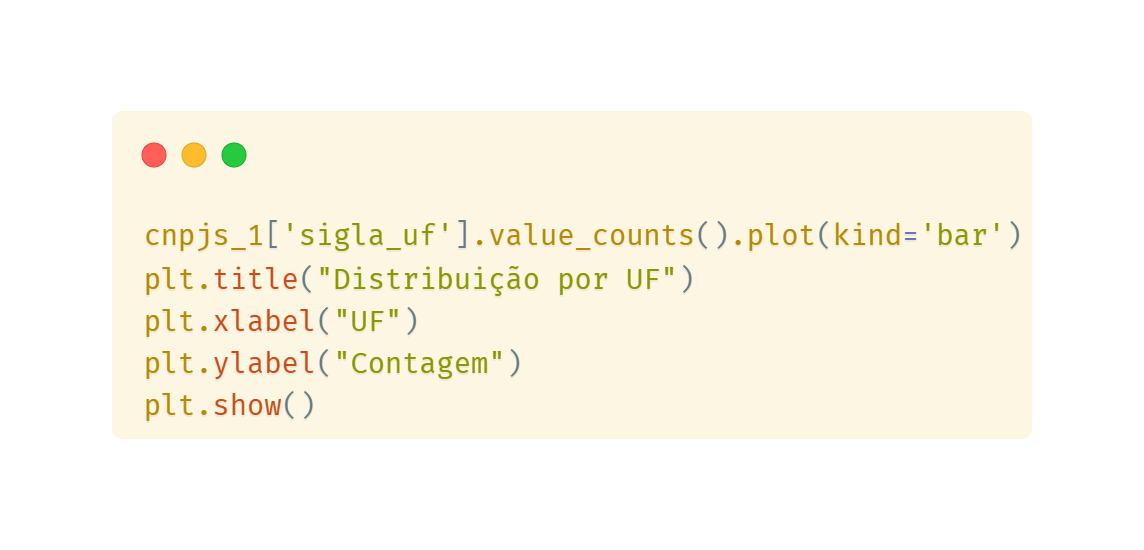 cnpjs_1['sigla_uf'].value_counts().plot(kind='bar')
plt.title("Distribuição por UF")
plt.xlabel("UF")
plt.ylabel("Contagem")
plt.show()